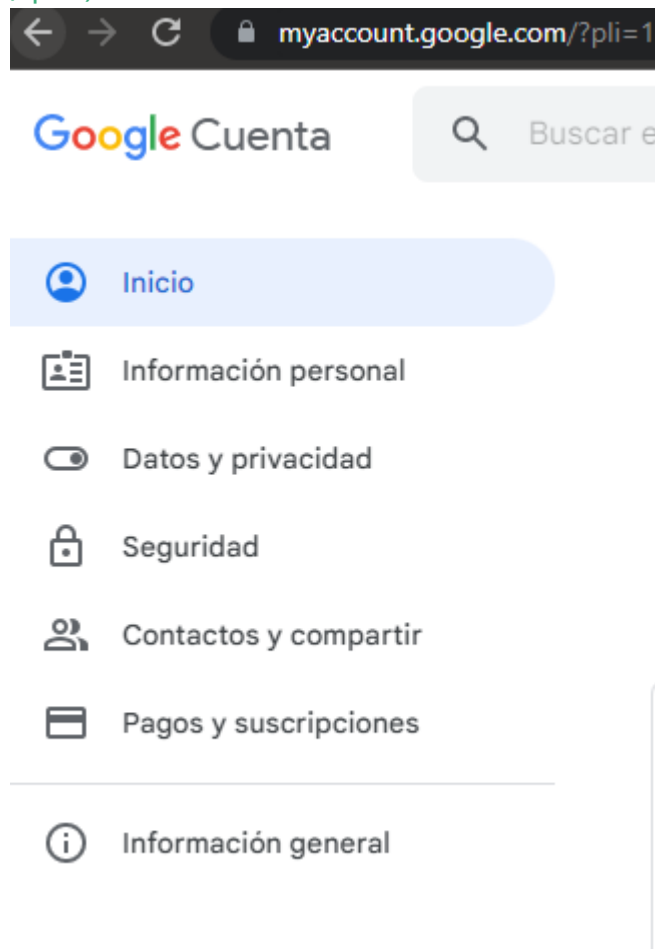 myaccount.google.com/?pli=1
Google Cuenta
Buscar e
Inicio
Información personal
Datos y privacidad
Seguridad
Contactos y compartir
Pagos y suscripciones
Información general